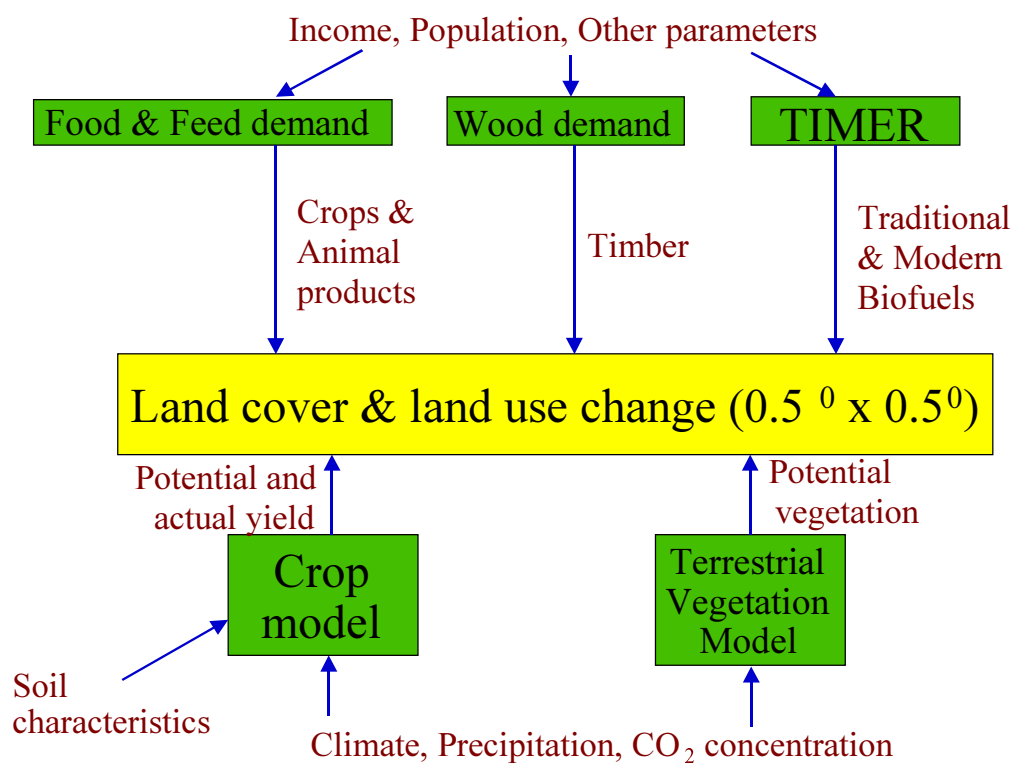 Income, Population, Other parameters
Food & Feed demand
Wood demand
TIMER
Crops &
Animal
products
Timber
Traditional
& Modern
Biofuels
Land cover & land use change (0.5 ⁰ x 0.5⁰)
Potential and
actual yield
Potential
vegetation
Crop
model
Terrestrial
Vegetation
Model
Soil
characteristics
Climate, Precipitation, CO₂ concentration